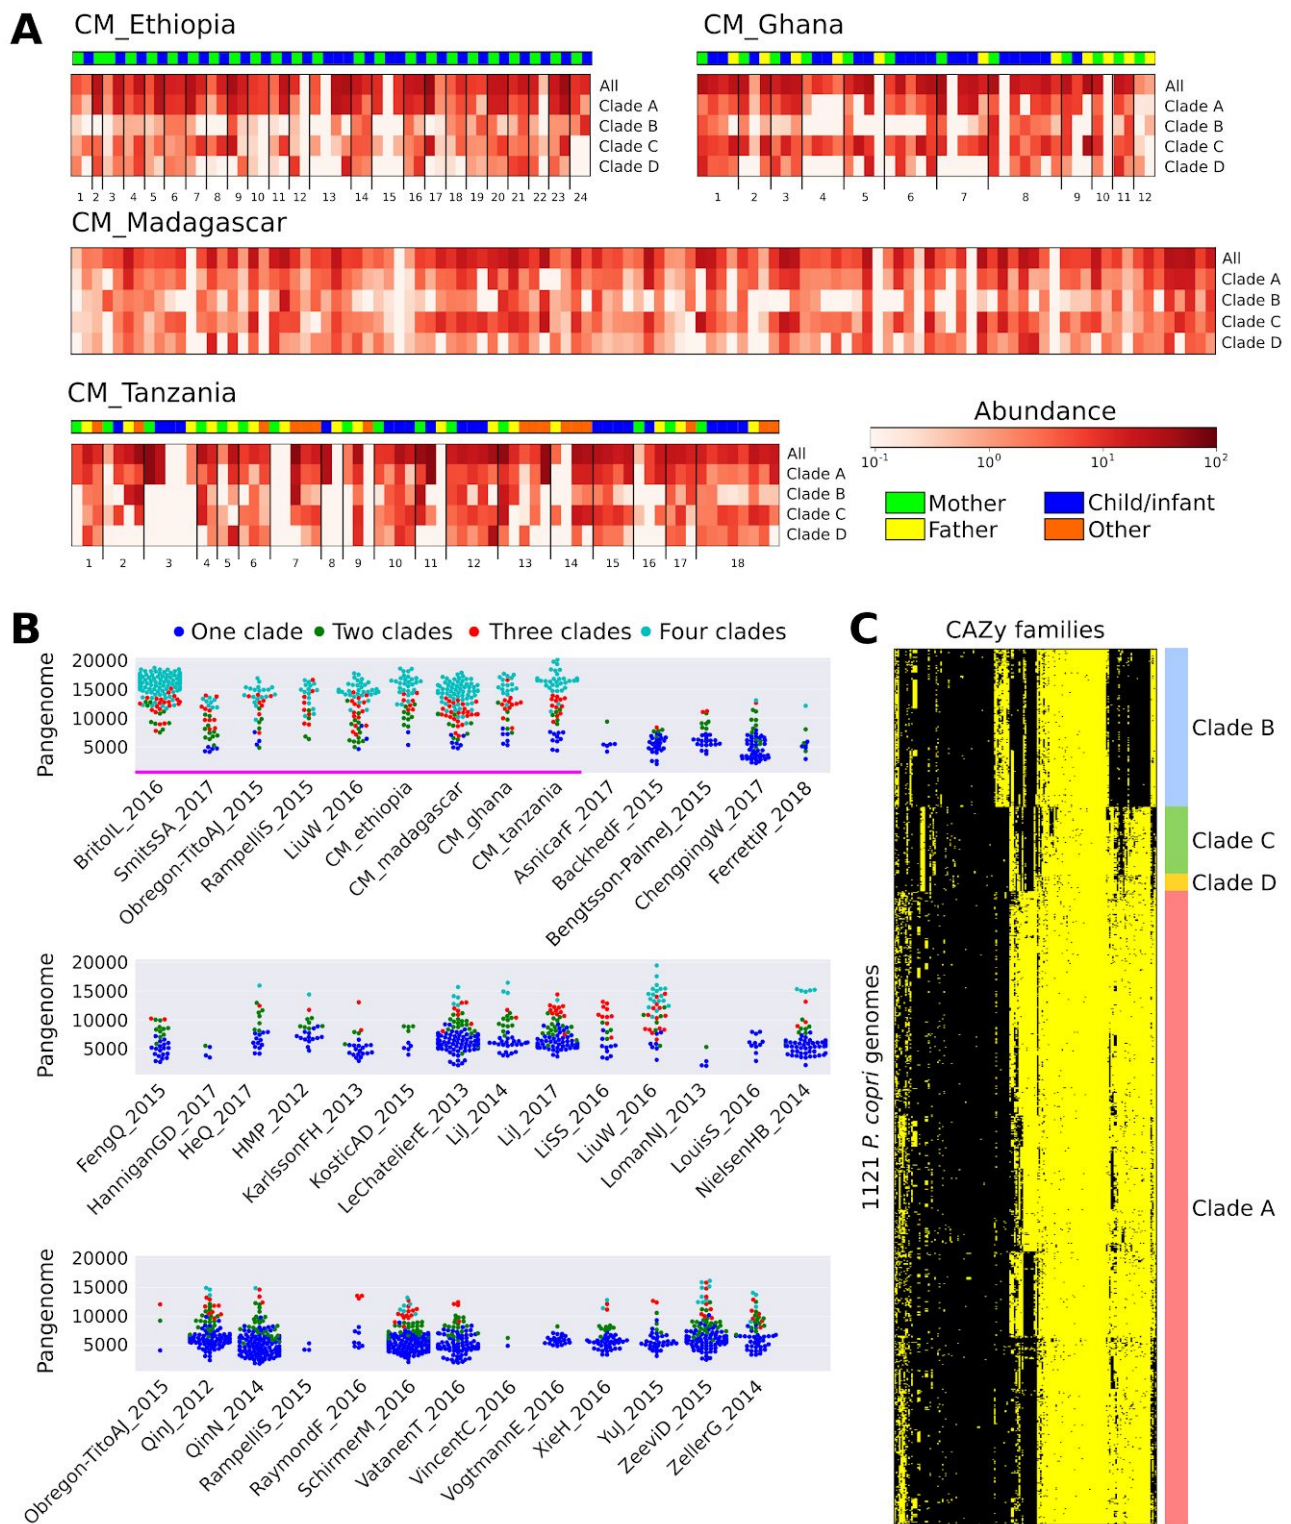 A
CM_Ethiopia
All
Clade A
Clade B
Clade C
Clade D
1 2 3 4 5 6 7 8 9 10 11 12 13 14 15 16 17 18 19 20 21 22 23 24
CM_Ghana
All
Clade A
Clade B
Clade C
Clade D
1 2 3 4 5 6 7 8 9 10 11 12
CM_Madagascar
All
Clade A
Clade B
Clade C
Clade D
CM_Tanzania
All
Clade A
Clade B
Clade C
Clade D
1 2 3 4 5 6 7 8 9 10 11 12 13 14 15 16 17 18
Abundance
10⁻¹ 10⁰ 10¹ 10²
Mother Child/infant
Father Other
B
One clade Two clades Three clades Four clades
Pangenome
20000
15000
10000
5000
BritoIL_2016
SmitsSA_2017
Obregon-TitoAJ_2015
RampelliS_2015
LiuW_2016
CM_ethiopia
CM_madagascar
CM_ghana
CM_tanzania
AsnicarF_2017
BackhedF_2015
Bengtsson-PalmeJ_2015
ChengpingW_2017
FerrettiP_2018
Pangenome
20000
15000
10000
5000
FengQ_2015
HanniganGD_2017
HeQ_2017
HMP_2012
KarlssonFH_2013
KosticAD_2015
LeChatelierE_2013
LiJ_2014
LiJ_2017
LiSS_2016
LiuW_2016
LomanNJ_2013
LouisS_2016
NielsenHB_2014
Pangenome
20000
15000
10000
5000
Obregon-TitoAJ_2015
QinJ_2012
QinN_2014
RampelliS_2015
RaymondF_2016
SchirmerM_2016
VatanenT_2016
VincentC_2016
VogtmannE_2016
XieH_2016
YuJ_2015
ZeeviD_2015
ZellerG_2014
C
CAZy families
1121 P. copri genomes
Clade B
Clade C
Clade D
Clade A